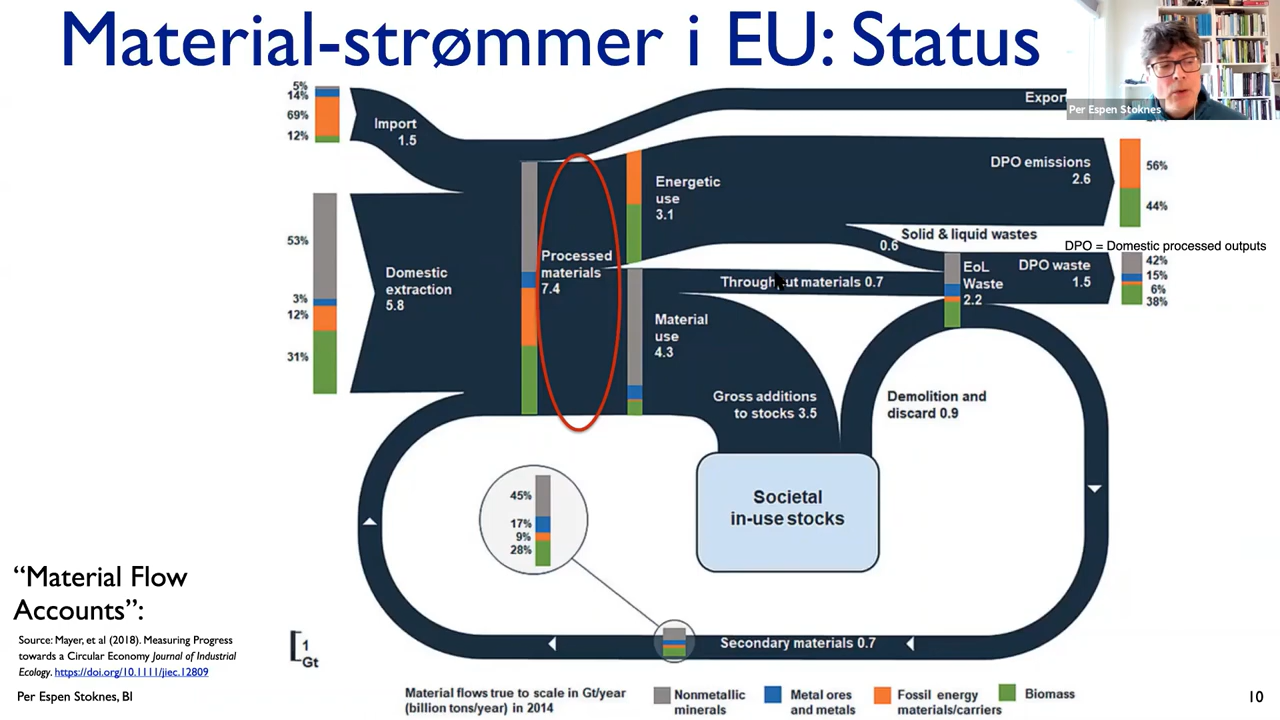 Material-strømmer i EU: Status
Per Espen Stoknes
5%
14%
69%
12%
Import
1.5
53%
3%
12%
31%
Domestic
extraction
5.8
Processed
materials
7.4
Energetic
use
3.1
Material
use
4.3
DPO emissions
2.6
56%
44%
Solid & liquid wastes
0.6
DPO = Domestic processed outputs
Throughput materials 0.7
EoL
Waste
2.2
DPO waste
1.5
42%
15%
6%
38%
Gross additions
to stocks 3.5
Demolition and
discard 0.9
Societal
in-use stocks
45%
17%
9%
28%
Secondary materials 0.7
“Material Flow
Accounts”:
Source: Mayer, et al (2018). Measuring Progress
towards a Circular Economy Journal of Industrial
Ecology. https://doi.org/10.1111/jiec.12809
Per Espen Stoknes, BI
1
Gt
Material flows true to scale in Gt/year
(billion tons/year) in 2014
Nonmetallic
minerals
Metal ores
and metals
Fossil energy
materials/carriers
Biomass
10